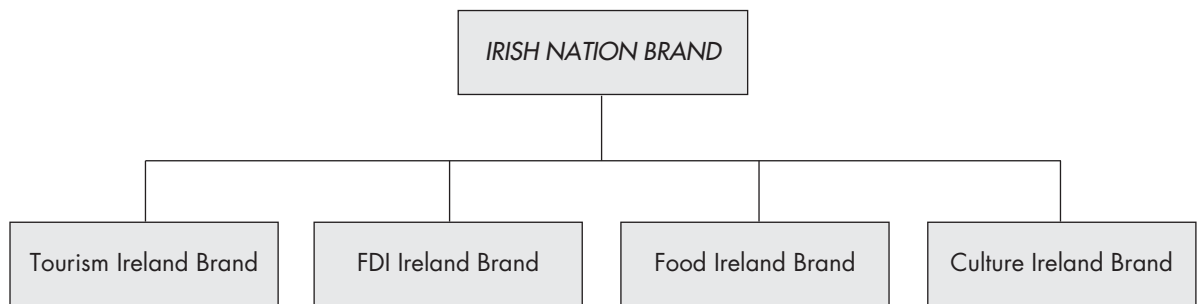 IRISH NATION BRAND
Tourism Ireland Brand
FDI Ireland Brand
Food Ireland Brand
Culture Ireland Brand